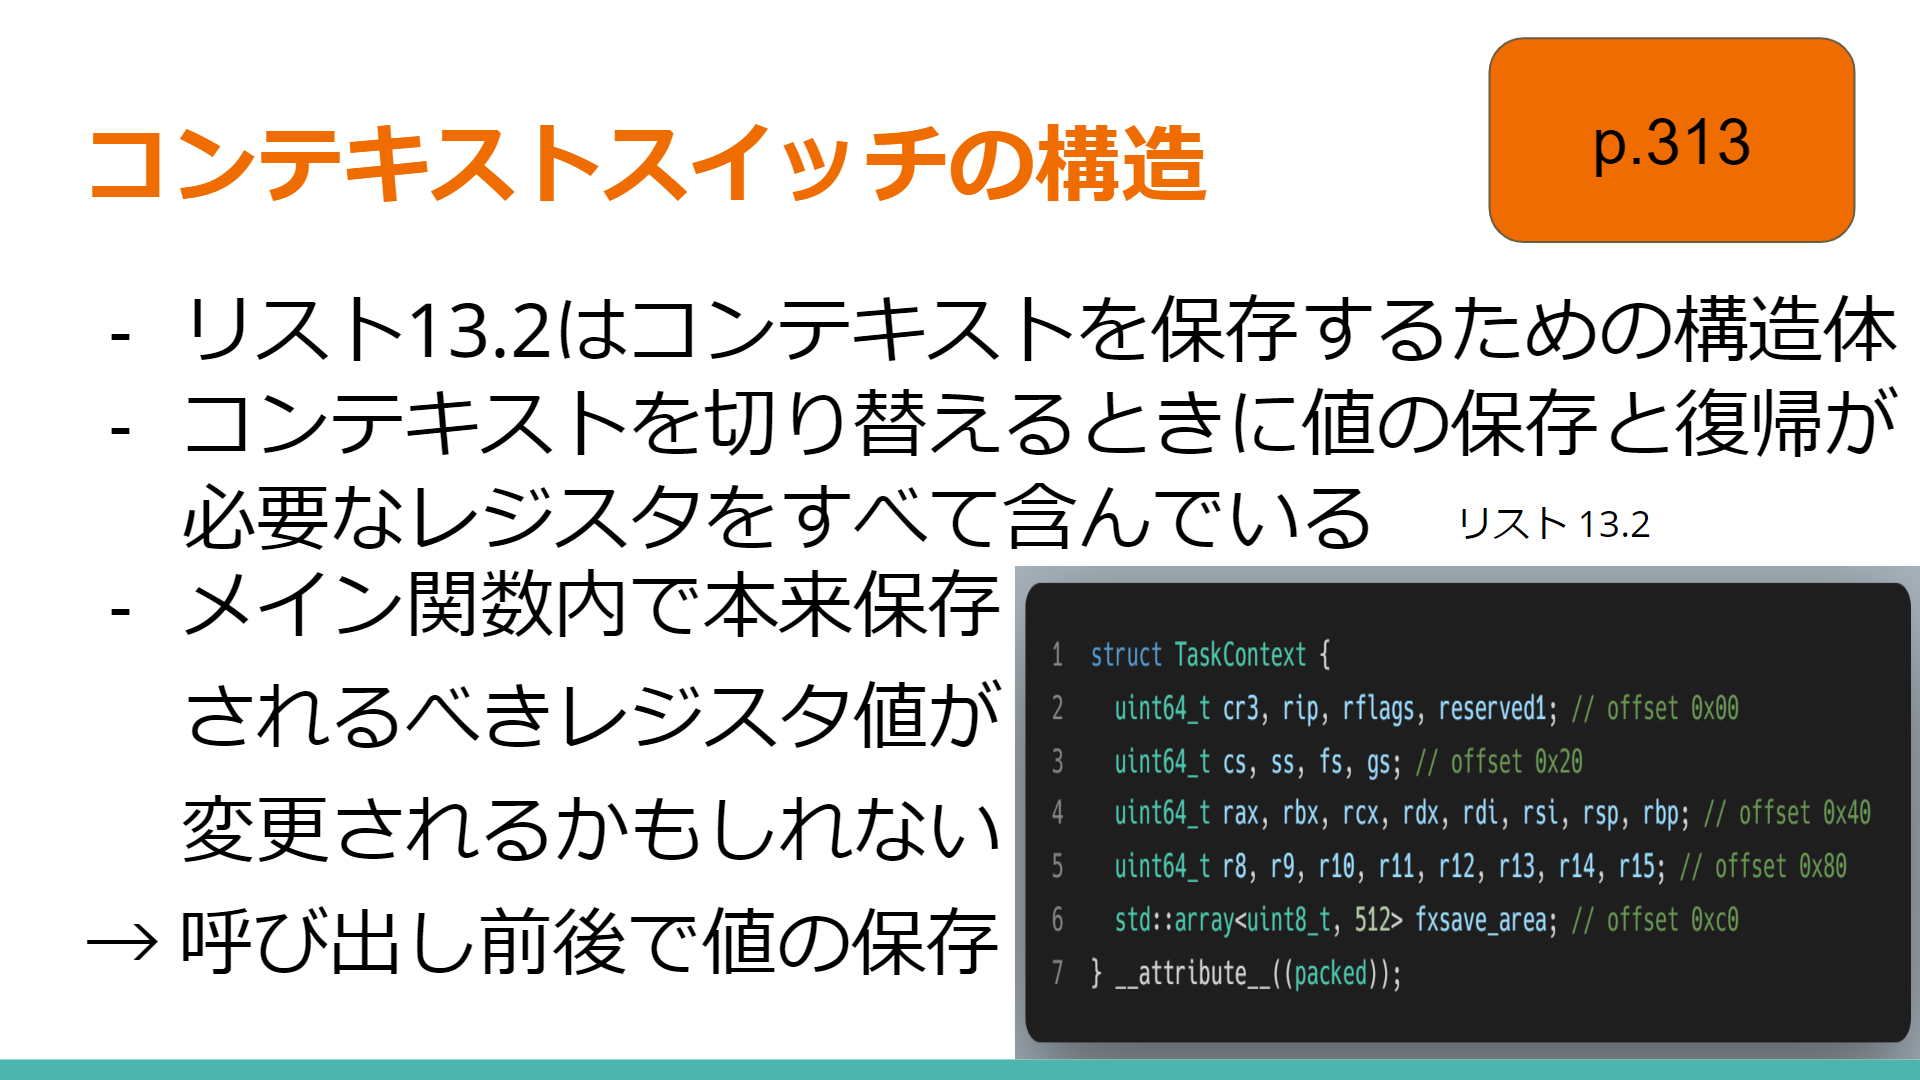 コンテキストスイッチの構造
p.313
- リスト13.2はコンテキストを保存するための構造体
- コンテキストを切り替えるときに値の保存と復帰が
必要なレジスタをすべて含んでいる
リスト 13.2
- メイン関数内で本来保存
されるべきレジスタ値が
変更されるかもしれない
→ 呼び出し前後で値の保存
1 struct TaskContext {
2 uint64_t cr3, rip, rflags, reserved1; // offset 0x00
3 uint64_t cs, ss, fs, gs; // offset 0x20
4 uint64_t rax, rbx, rcx, rdx, rdi, rsi, rsp, rbp; // offset 0x40
5 uint64_t r8, r9, r10, r11, r12, r13, r14, r15; // offset 0x80
6 std::array<uint8_t, 512> fxsave_area; // offset 0xc0
7 } __attribute__((packed));